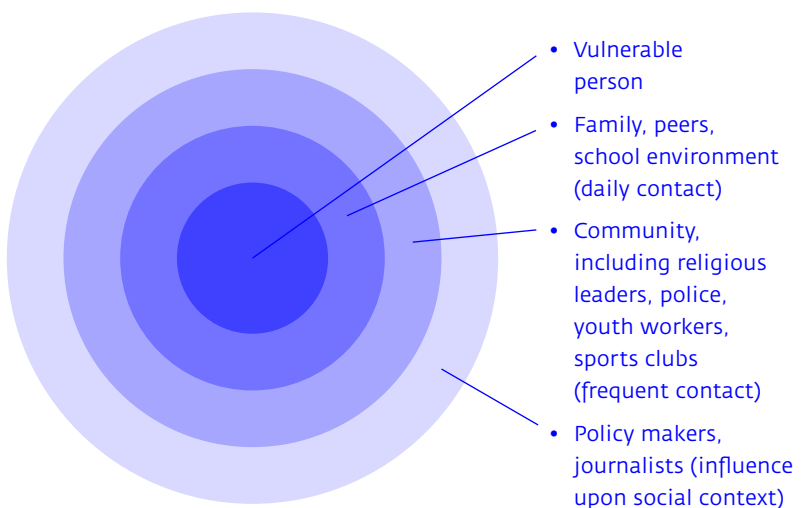 • Vulnerable
person
• Family, peers,
school environment
(daily contact)
• Community,
including religious
leaders, police,
youth workers,
sports clubs
(frequent contact)
• Policy makers,
journalists (influence
upon social context)